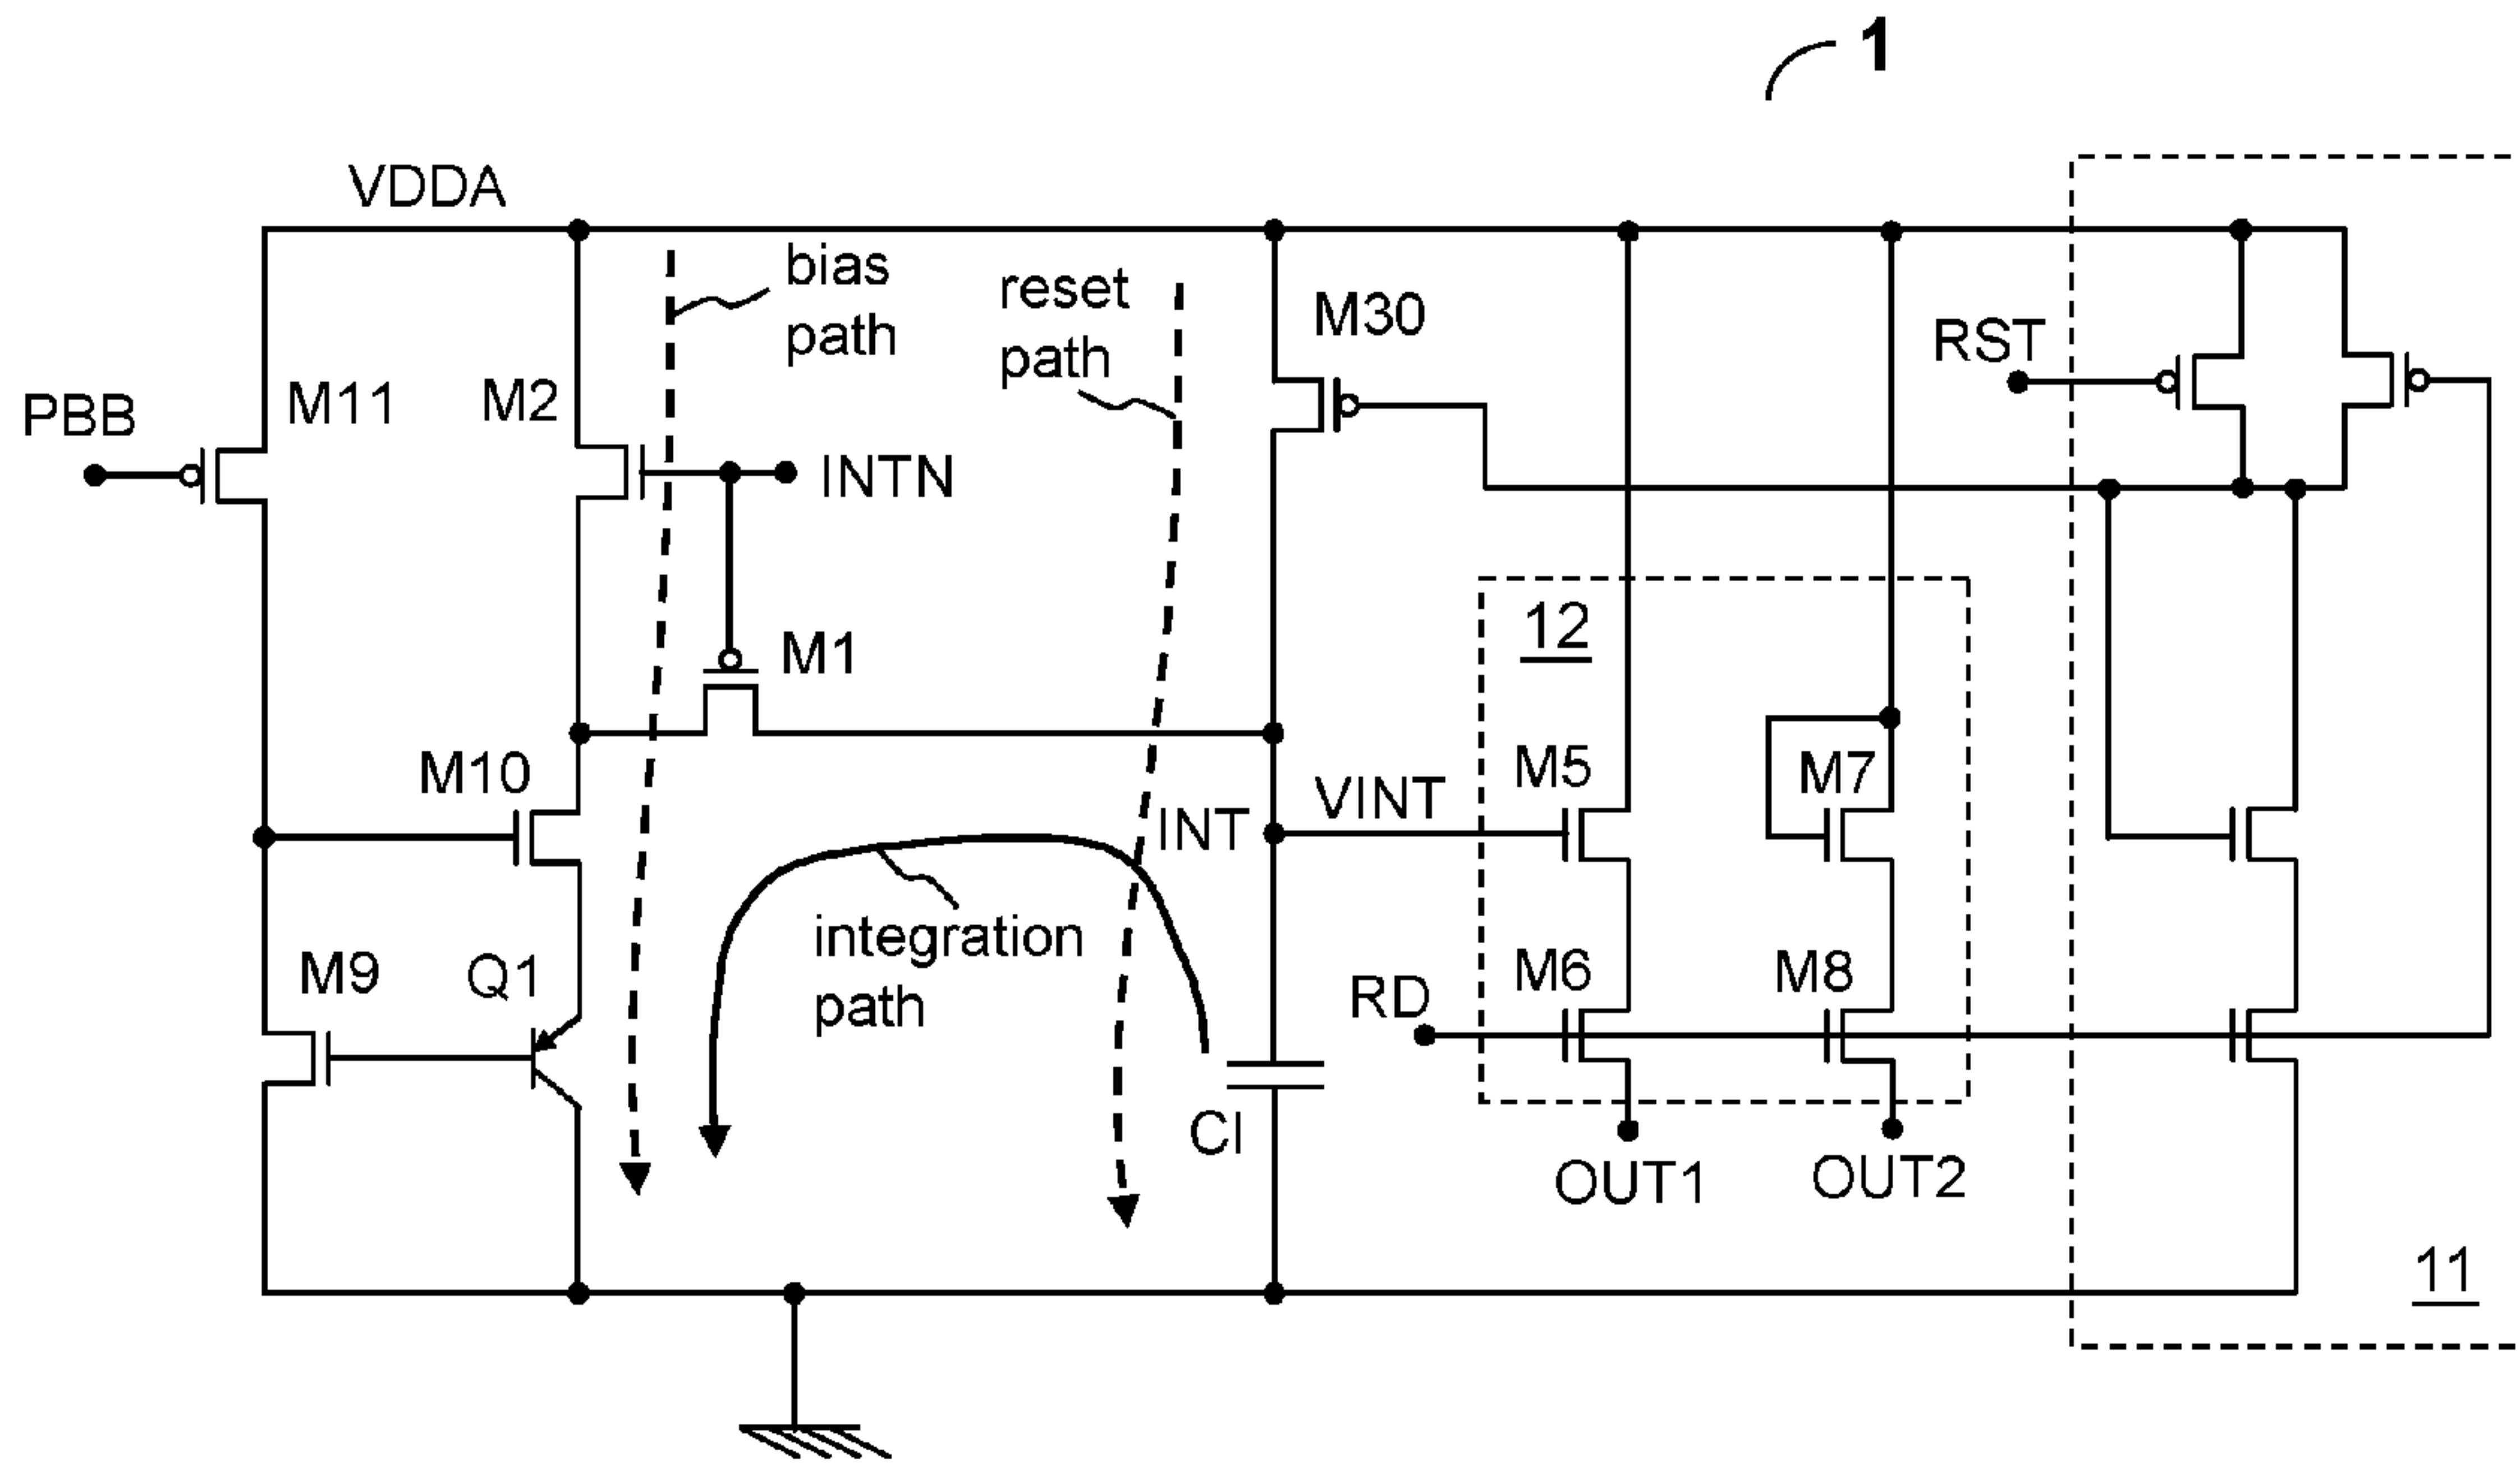 1
VDDA
bias
path
reset
path
M30
RST
PBB
M11
M2
INTN
12
M1
M10
M5
M7
VINT
INT
integration
path
M9
Q1
M6
M8
RD
CI
OUT1
OUT2
11